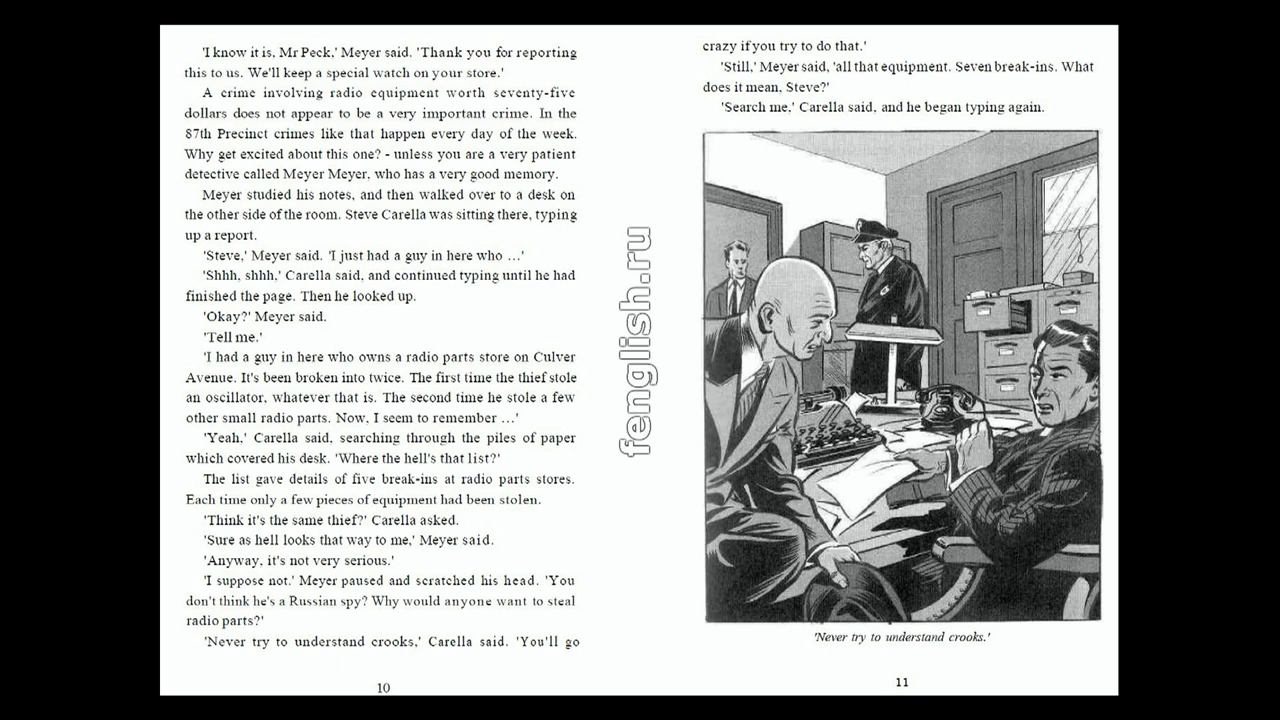 'I know it is, Mr Peck,' Meyer said. 'Thank you for reporting
this to us. We'll keep a special watch on your store.'
A crime involving radio equipment worth seventy-five
dollars does not appear to be a very important crime. In the
87th Precinct crimes like that happen every day of the week.
Why get excited about this one? - unless you are a very patient
detective called Meyer Meyer, who has a very good memory.
Meyer studied his notes, and then walked over to a desk on
the other side of the room. Steve Carella was sitting there, typing
up a report.
'Steve,' Meyer said. 'I just had a guy in here who ...'
'Shhh, shhh,' Carella said, and continued typing until he had
finished the page. Then he looked up.
'Okay?' Meyer said.
'Tell me.'
'I had a guy in here who owns a radio parts store on Culver
Avenue. It's been broken into twice. The first time the thief stole
an oscillator, whatever that is. The second time he stole a few
other small radio parts. Now, I seem to remember ...'
'Yeah,' Carella said, searching through the piles of paper
which covered his desk. 'Where the hell's that list?'
The list gave details of five break-ins at radio parts stores.
Each time only a few pieces of equipment had been stolen.
'Think it's the same thief?' Carella asked.
'Sure as hell looks that way to me,' Meyer said.
'Anyway, it's not very serious.'
'I suppose not.' Meyer paused and scratched his head. 'You
don't think he's a Russian spy? Why would anyone want to steal
radio parts?'
'Never try to understand crooks,' Carella said. 'You'll go
10
fenglish.ru
crazy if you try to do that.'
'Still,' Meyer said, 'all that equipment. Seven break-ins. What
does it mean, Steve?'
'Search me,' Carella said, and he began typing again.
'Never try to understand crooks.'
11